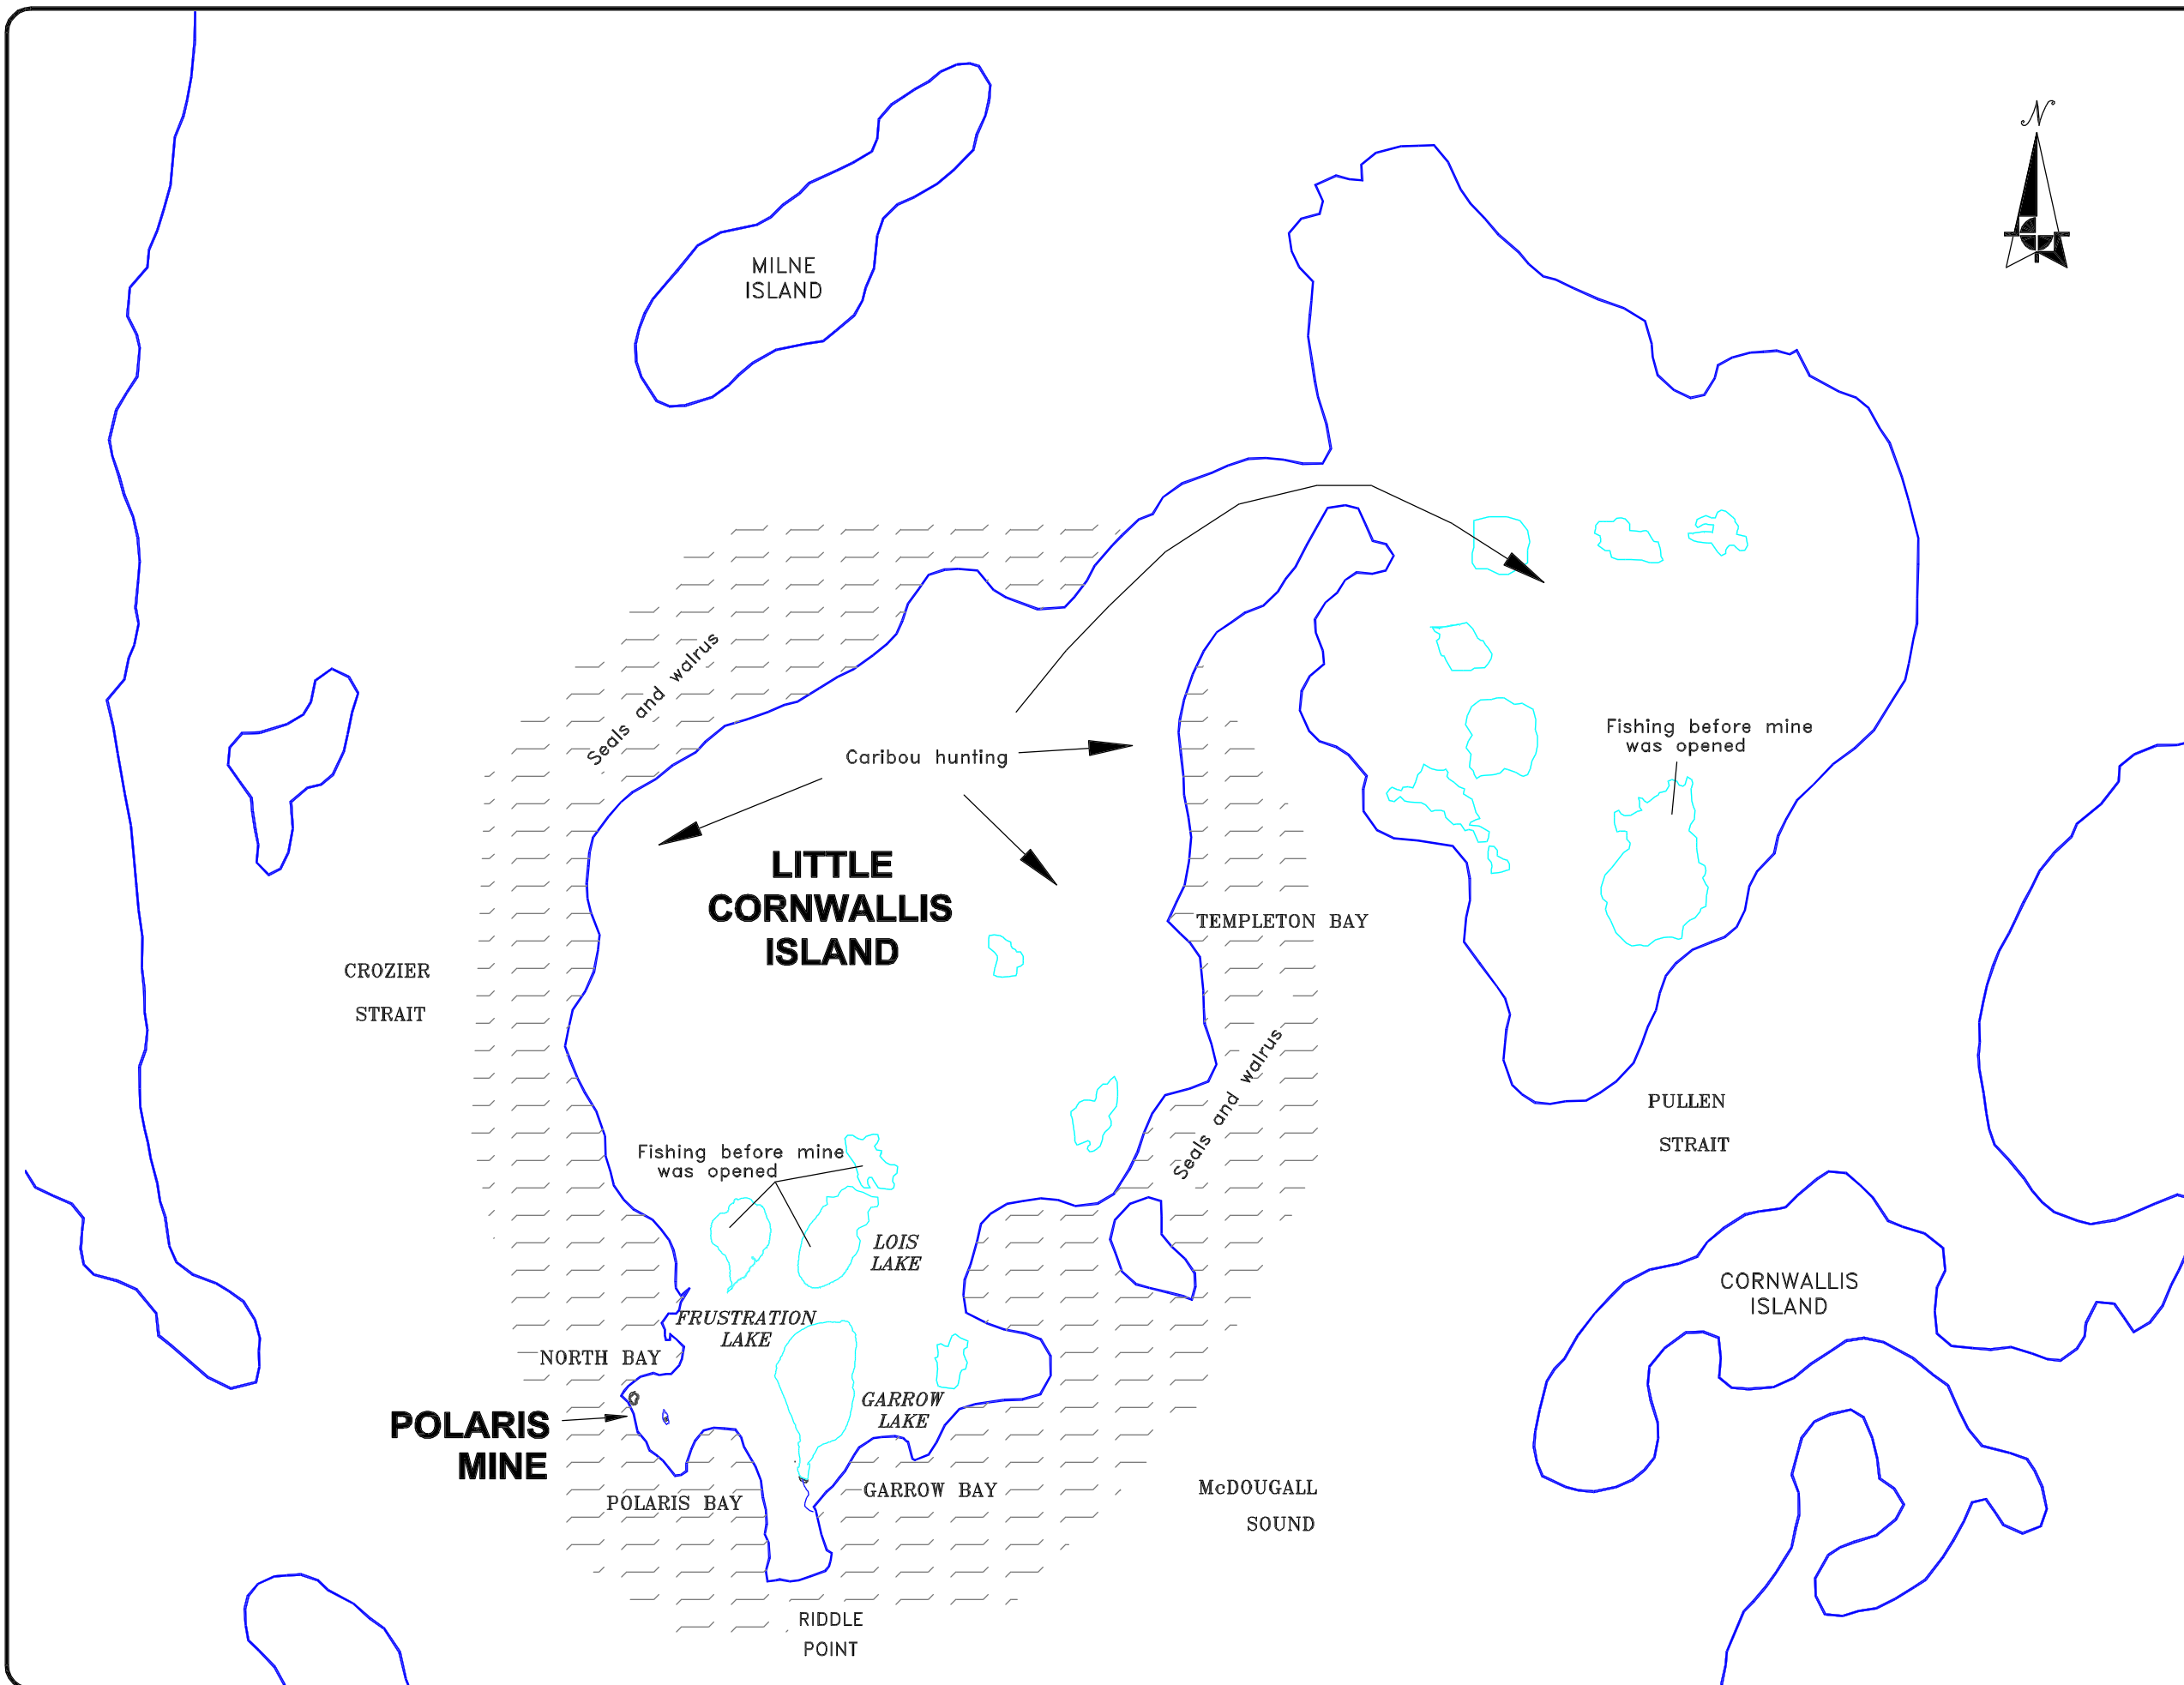 N
MILNE
ISLAND
Seals and walrus
Fishing before mine
was opened
Caribou hunting
LITTLE
CORNWALLIS
ISLAND
TEMPLETON BAY
CROZIER
STRAIT
Seals and walrus
PULLEN
STRAIT
Fishing before mine
was opened
LOIS
LAKE
CORNWALLIS
ISLAND
FRUSTRATION
LAKE
NORTH BAY
GARROW
LAKE
POLARIS
MINE
GARROW BAY
McDOUGALL
SOUND
POLARIS BAY
RIDDLE
POINT